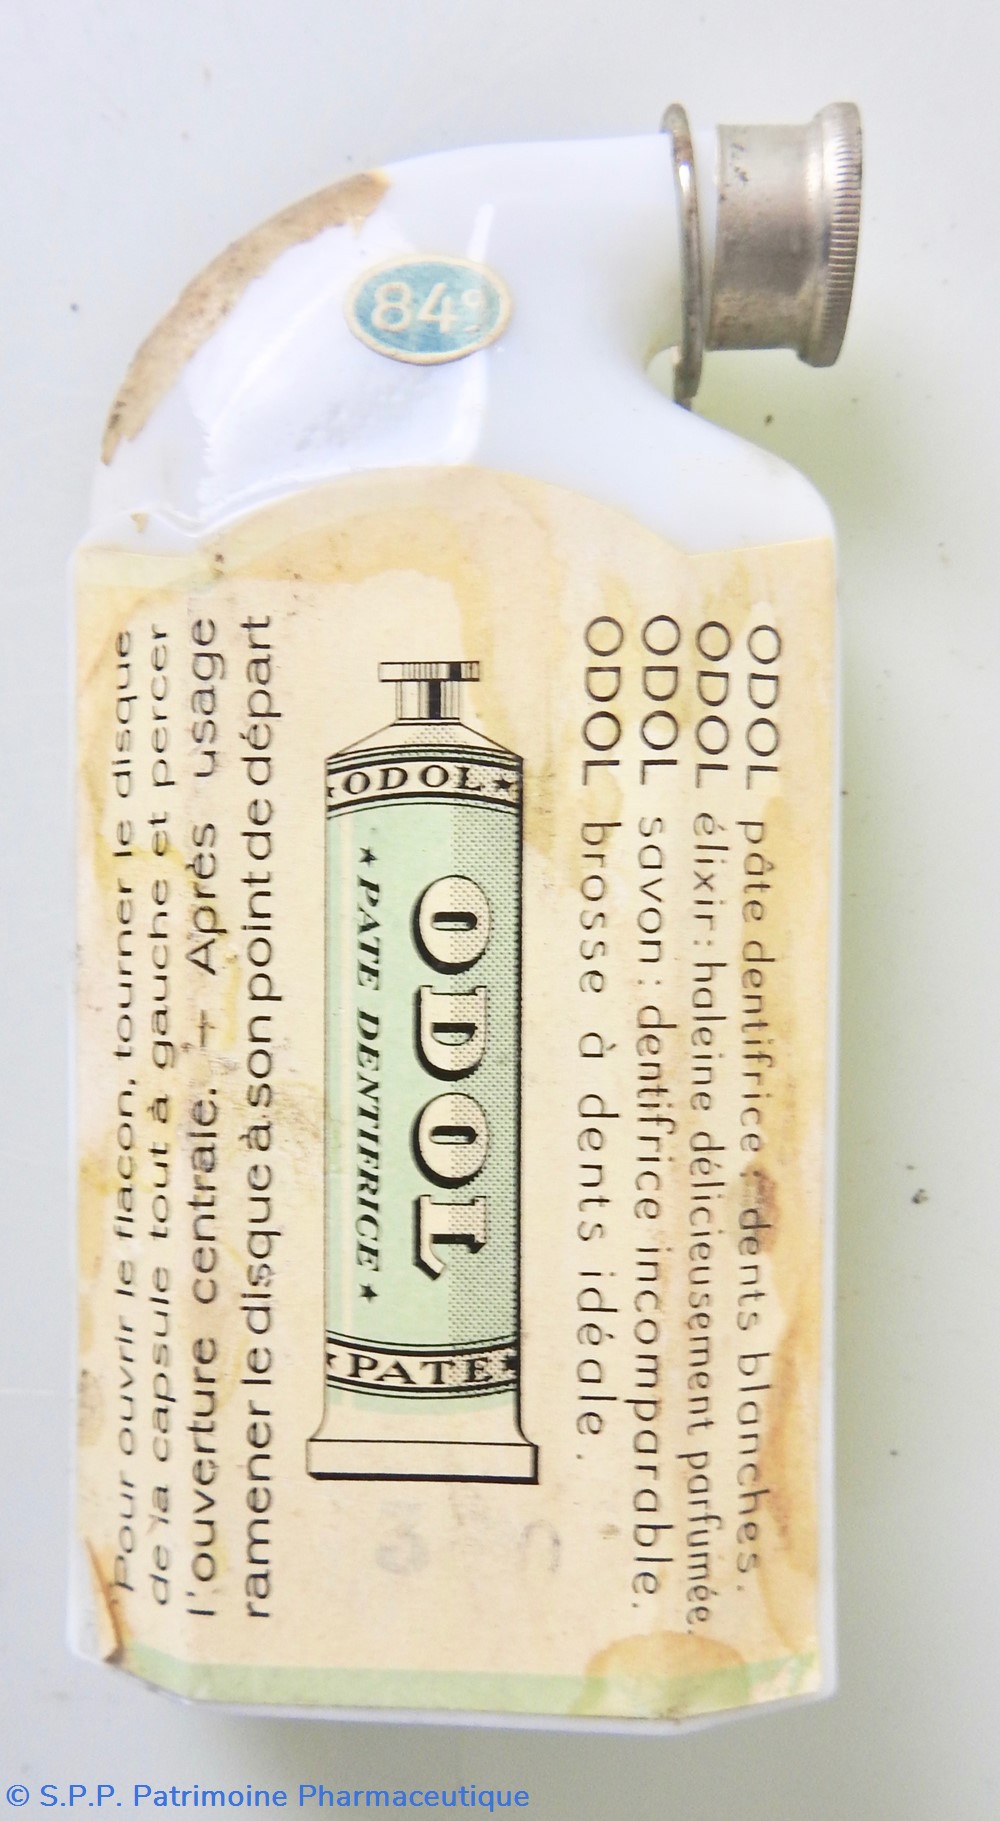 84
ODOL pâte dentifrice : dents blanches.
ODOL élixir : haleine délicieusement parfumée.
ODOL savon : dentifrice incomparable.
ODOL brosse à dents idéale.
★ ODOL ★
ODOL
★ PATE DENTIFRICE ★
★ PATE ★
Pour ouvrir le flacon, tourner le disque
de la capsule tout à gauche et percer
l'ouverture centrale. — Après usage
ramener le disque à son point de départ
© S.P.P. Patrimoine Pharmaceutique